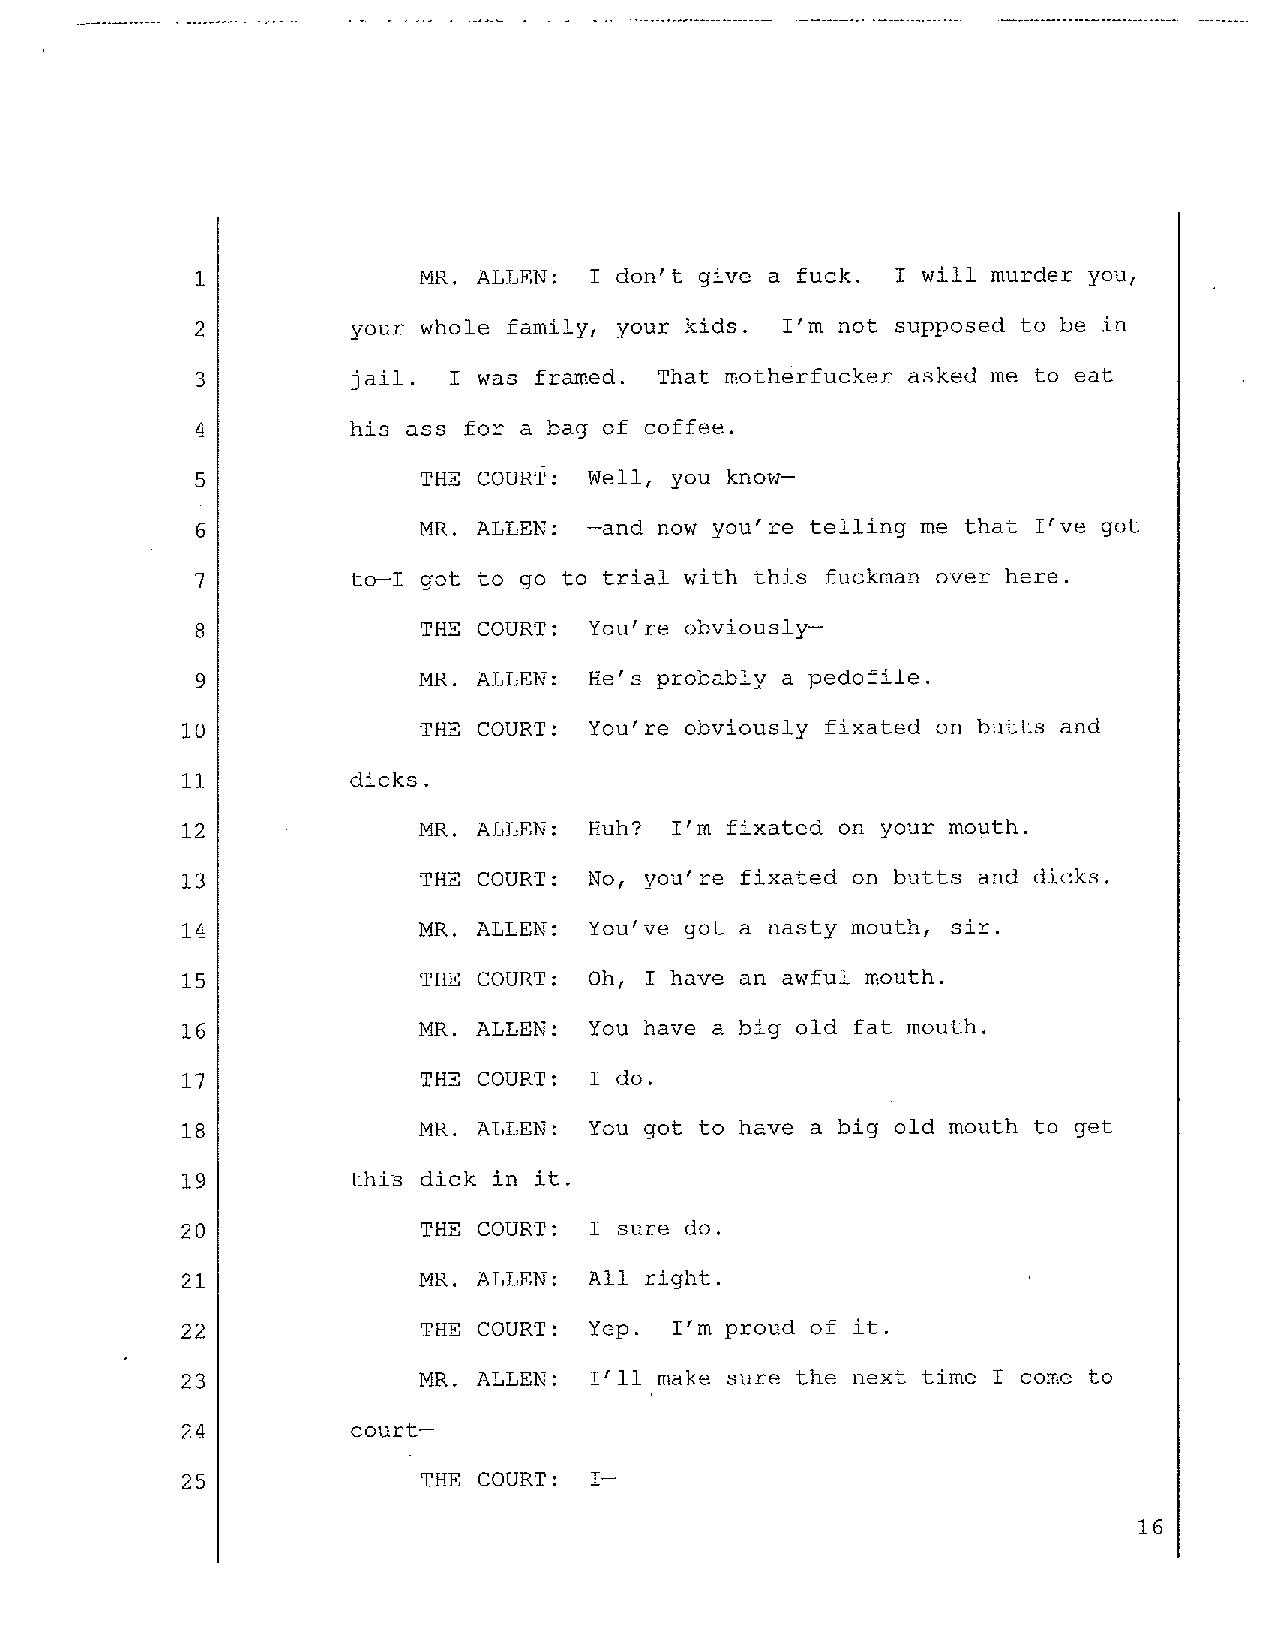 1 MR. ALLEN: I don't give a fuck. I will murder you,
2 your whole family, your kids. I'm not supposed to be in
3 jail. I was framed. That motherfucker asked me to eat
4 his ass for a bag of coffee.
5 THE COURT: Well, you know—
6 MR. ALLEN: —and now you're telling me that I've got
7 to—I got to go to trial with this fuckman over here.
8 THE COURT: You're obviously—
9 MR. ALLEN: He's probably a pedofile.
10 THE COURT: You're obviously fixated on butts and
11 dicks.
12 MR. ALLEN: Huh? I'm fixated on your mouth.
13 THE COURT: No, you're fixated on butts and dicks.
14 MR. ALLEN: You've got a nasty mouth, sir.
15 THE COURT: Oh, I have an awful mouth.
16 MR. ALLEN: You have a big old fat mouth.
17 THE COURT: I do.
18 MR. ALLEN: You got to have a big old mouth to get
19 this dick in it.
20 THE COURT: I sure do.
21 MR. ALLEN: All right.
22 THE COURT: Yep. I'm proud of it.
23 MR. ALLEN: I'll make sure the next time I come to
24 court—
25 THE COURT: I—
16